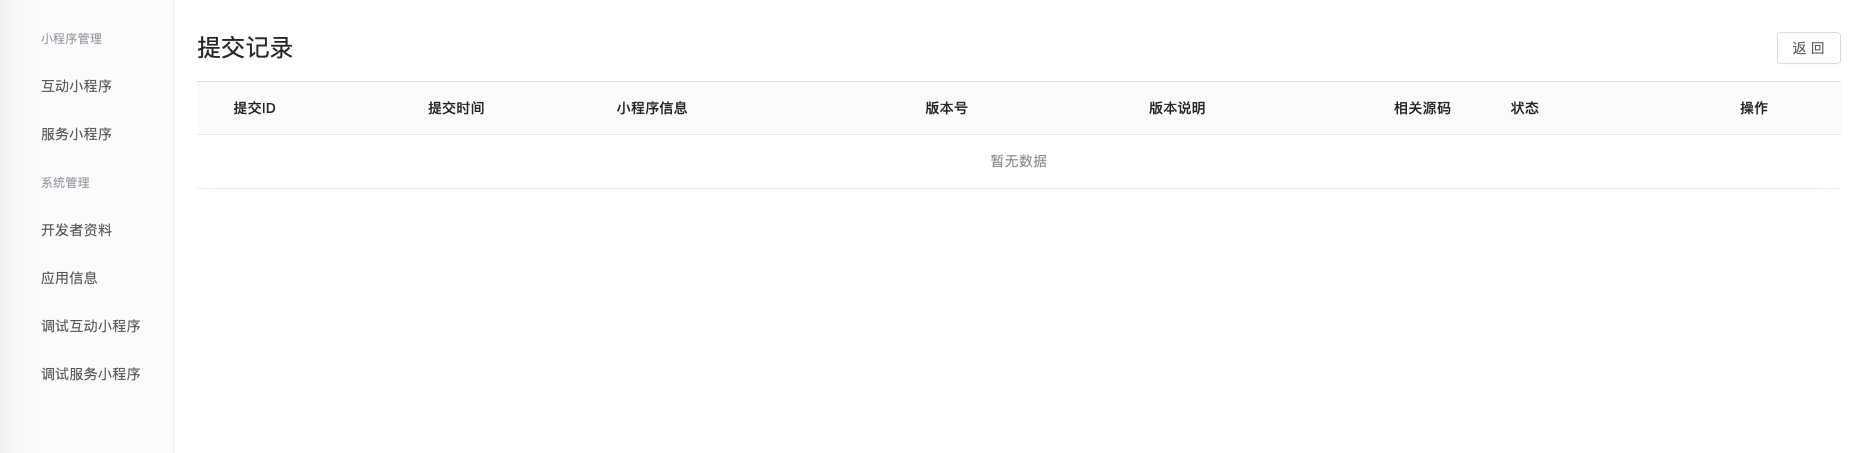 小程序管理
互动小程序
服务小程序
系统管理
开发者资料
应用信息
调试互动小程序
调试服务小程序
提交记录
返 回
提交ID 提交时间 小程序信息 版本号 版本说明 相关源码 状态 操作
暂无数据